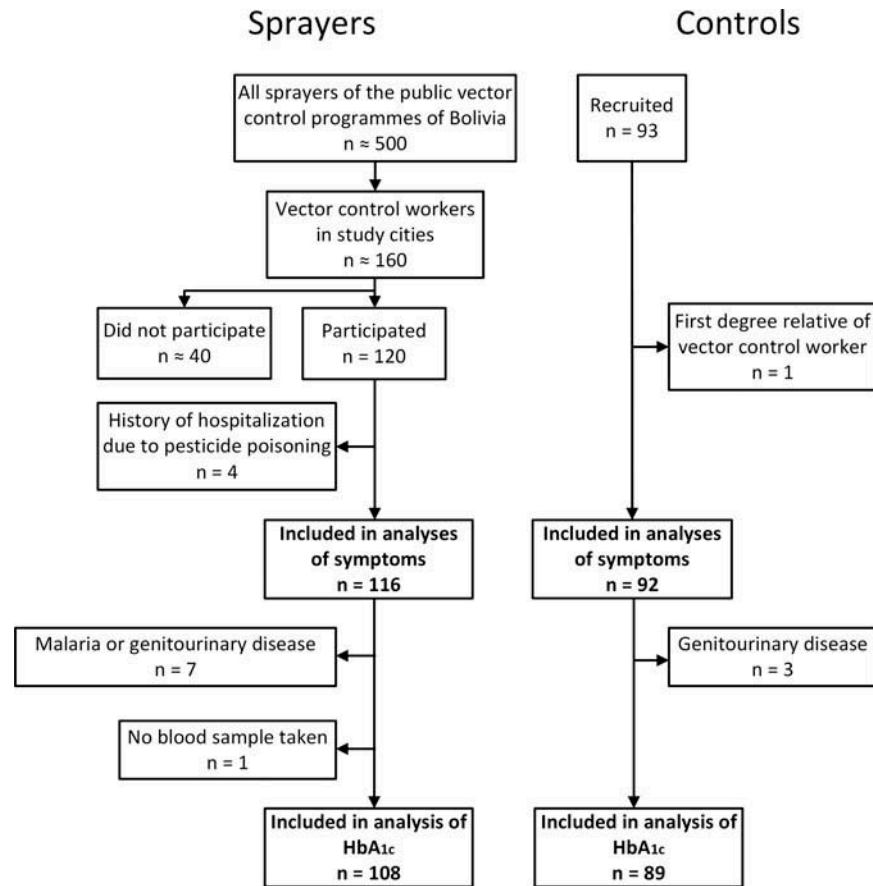 Sprayers
Controls
All sprayers of the public vector
control programmes of Bolivia
n ≈ 500
Recruited
n = 93
Vector control workers
in study cities
n ≈ 160
Did not participate
n ≈ 40
Participated
n = 120
First degree relative of
vector control worker
n = 1
History of hospitalization
due to pesticide poisoning
n = 4
Included in analyses
of symptoms
n = 116
Included in analyses
of symptoms
n = 92
Malaria or genitourinary disease
n = 7
Genitourinary disease
n = 3
No blood sample taken
n = 1
Included in analysis of
HbA1c
n = 108
Included in analysis of
HbA1c
n = 89